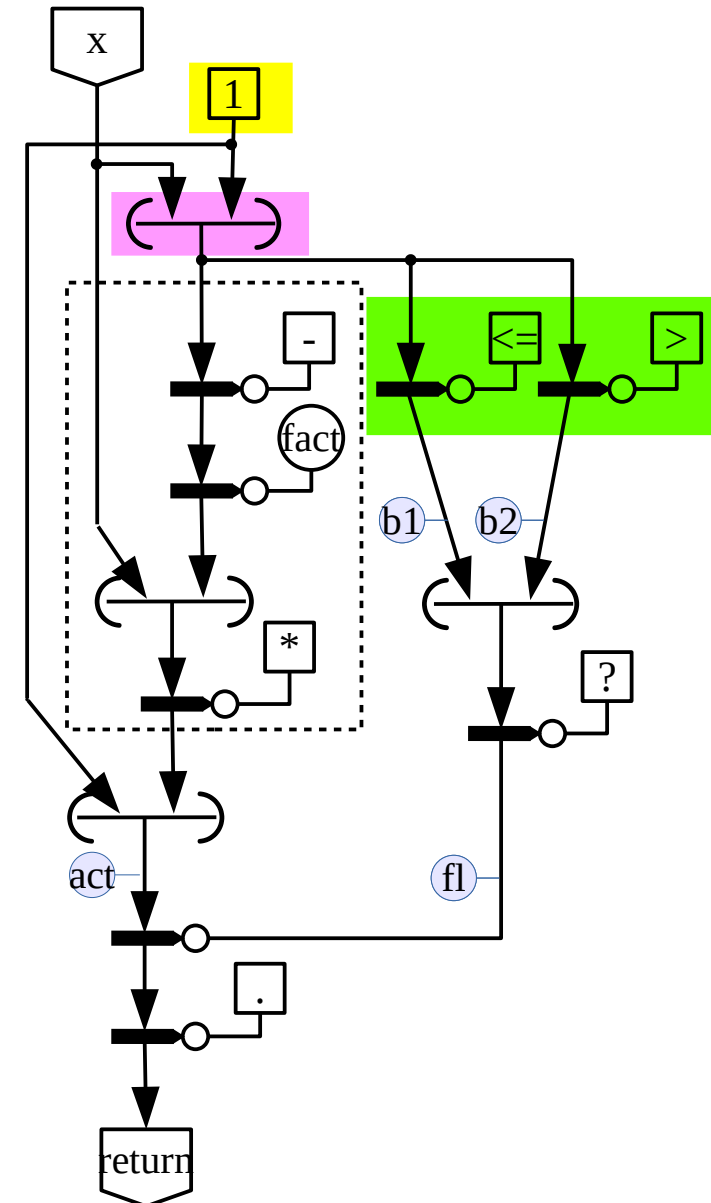 x
1
-
<=
>
fact
b1
b2
*
?
act
fl
.
return